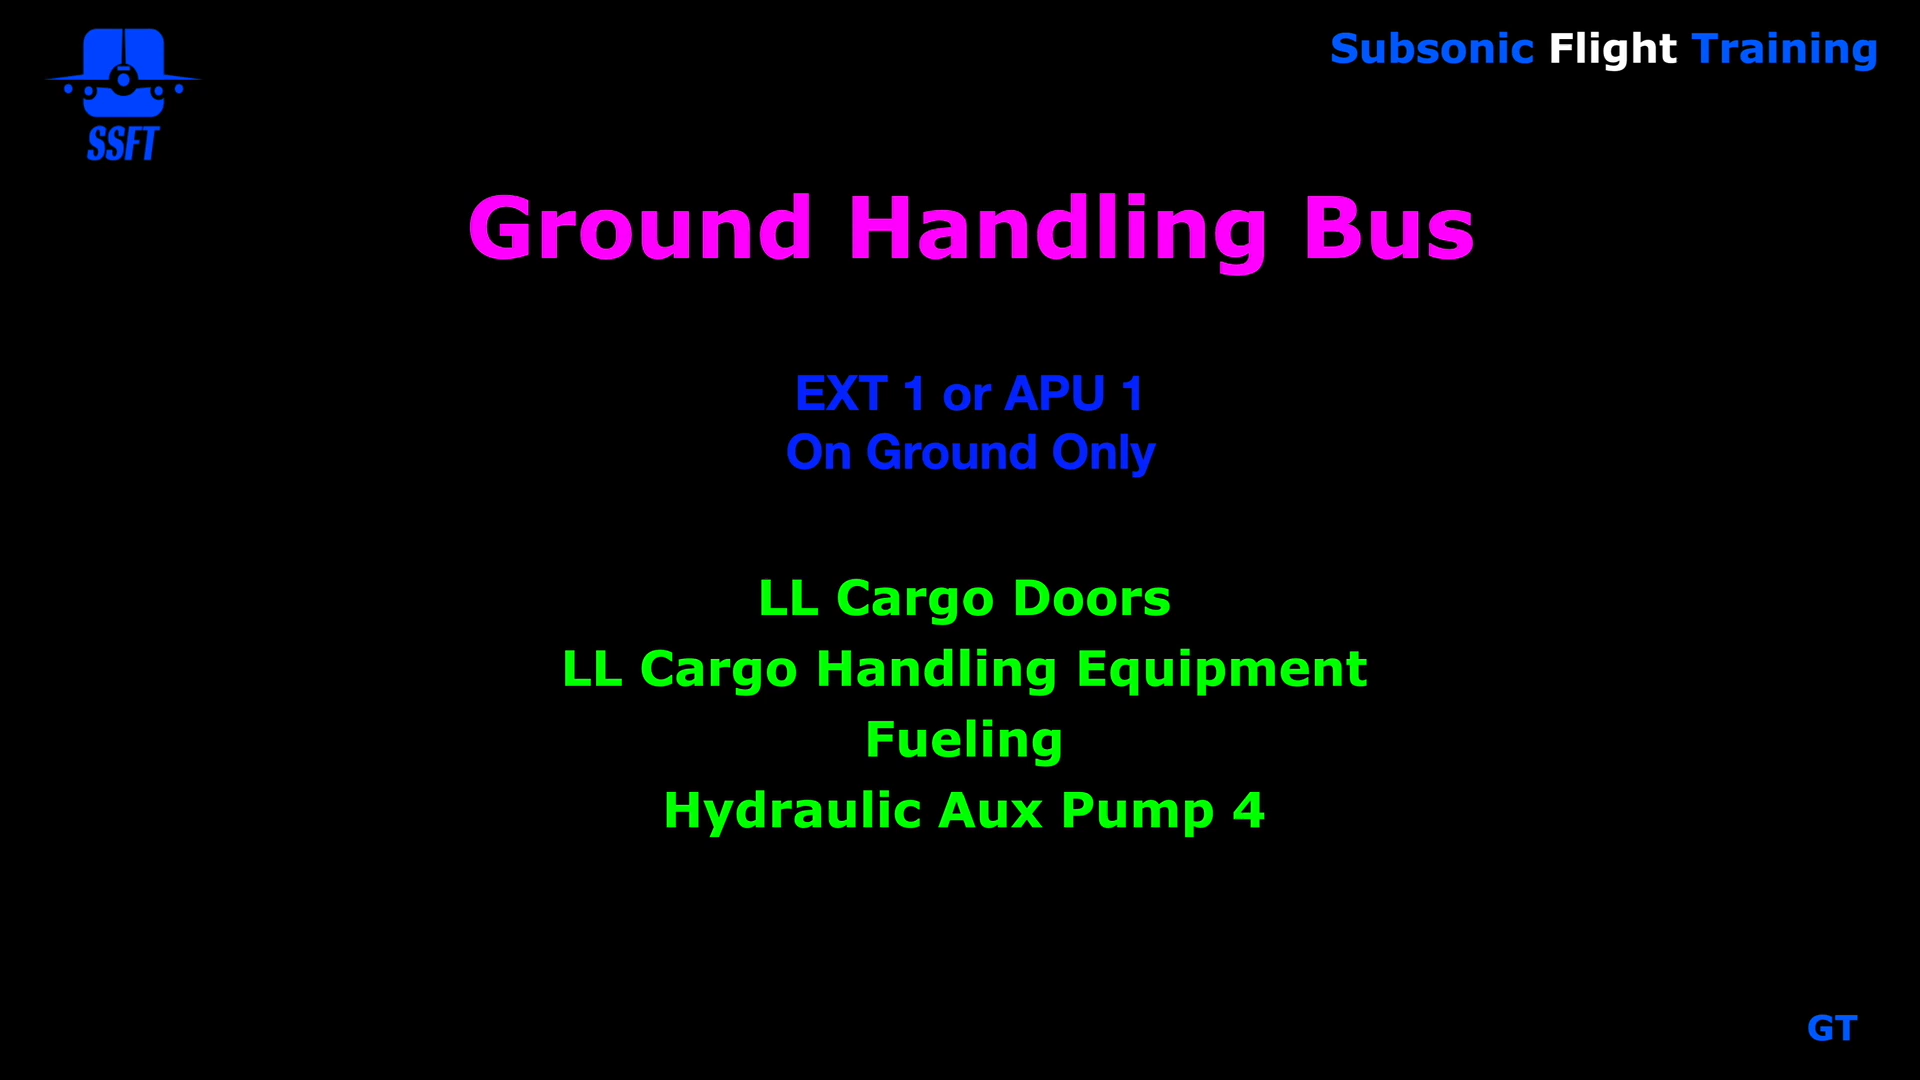 SSFT
Subsonic Flight Training
Ground Handling Bus
EXT 1 or APU 1
On Ground Only
LL Cargo Doors
LL Cargo Handling Equipment
Fueling
Hydraulic Aux Pump 4
GT